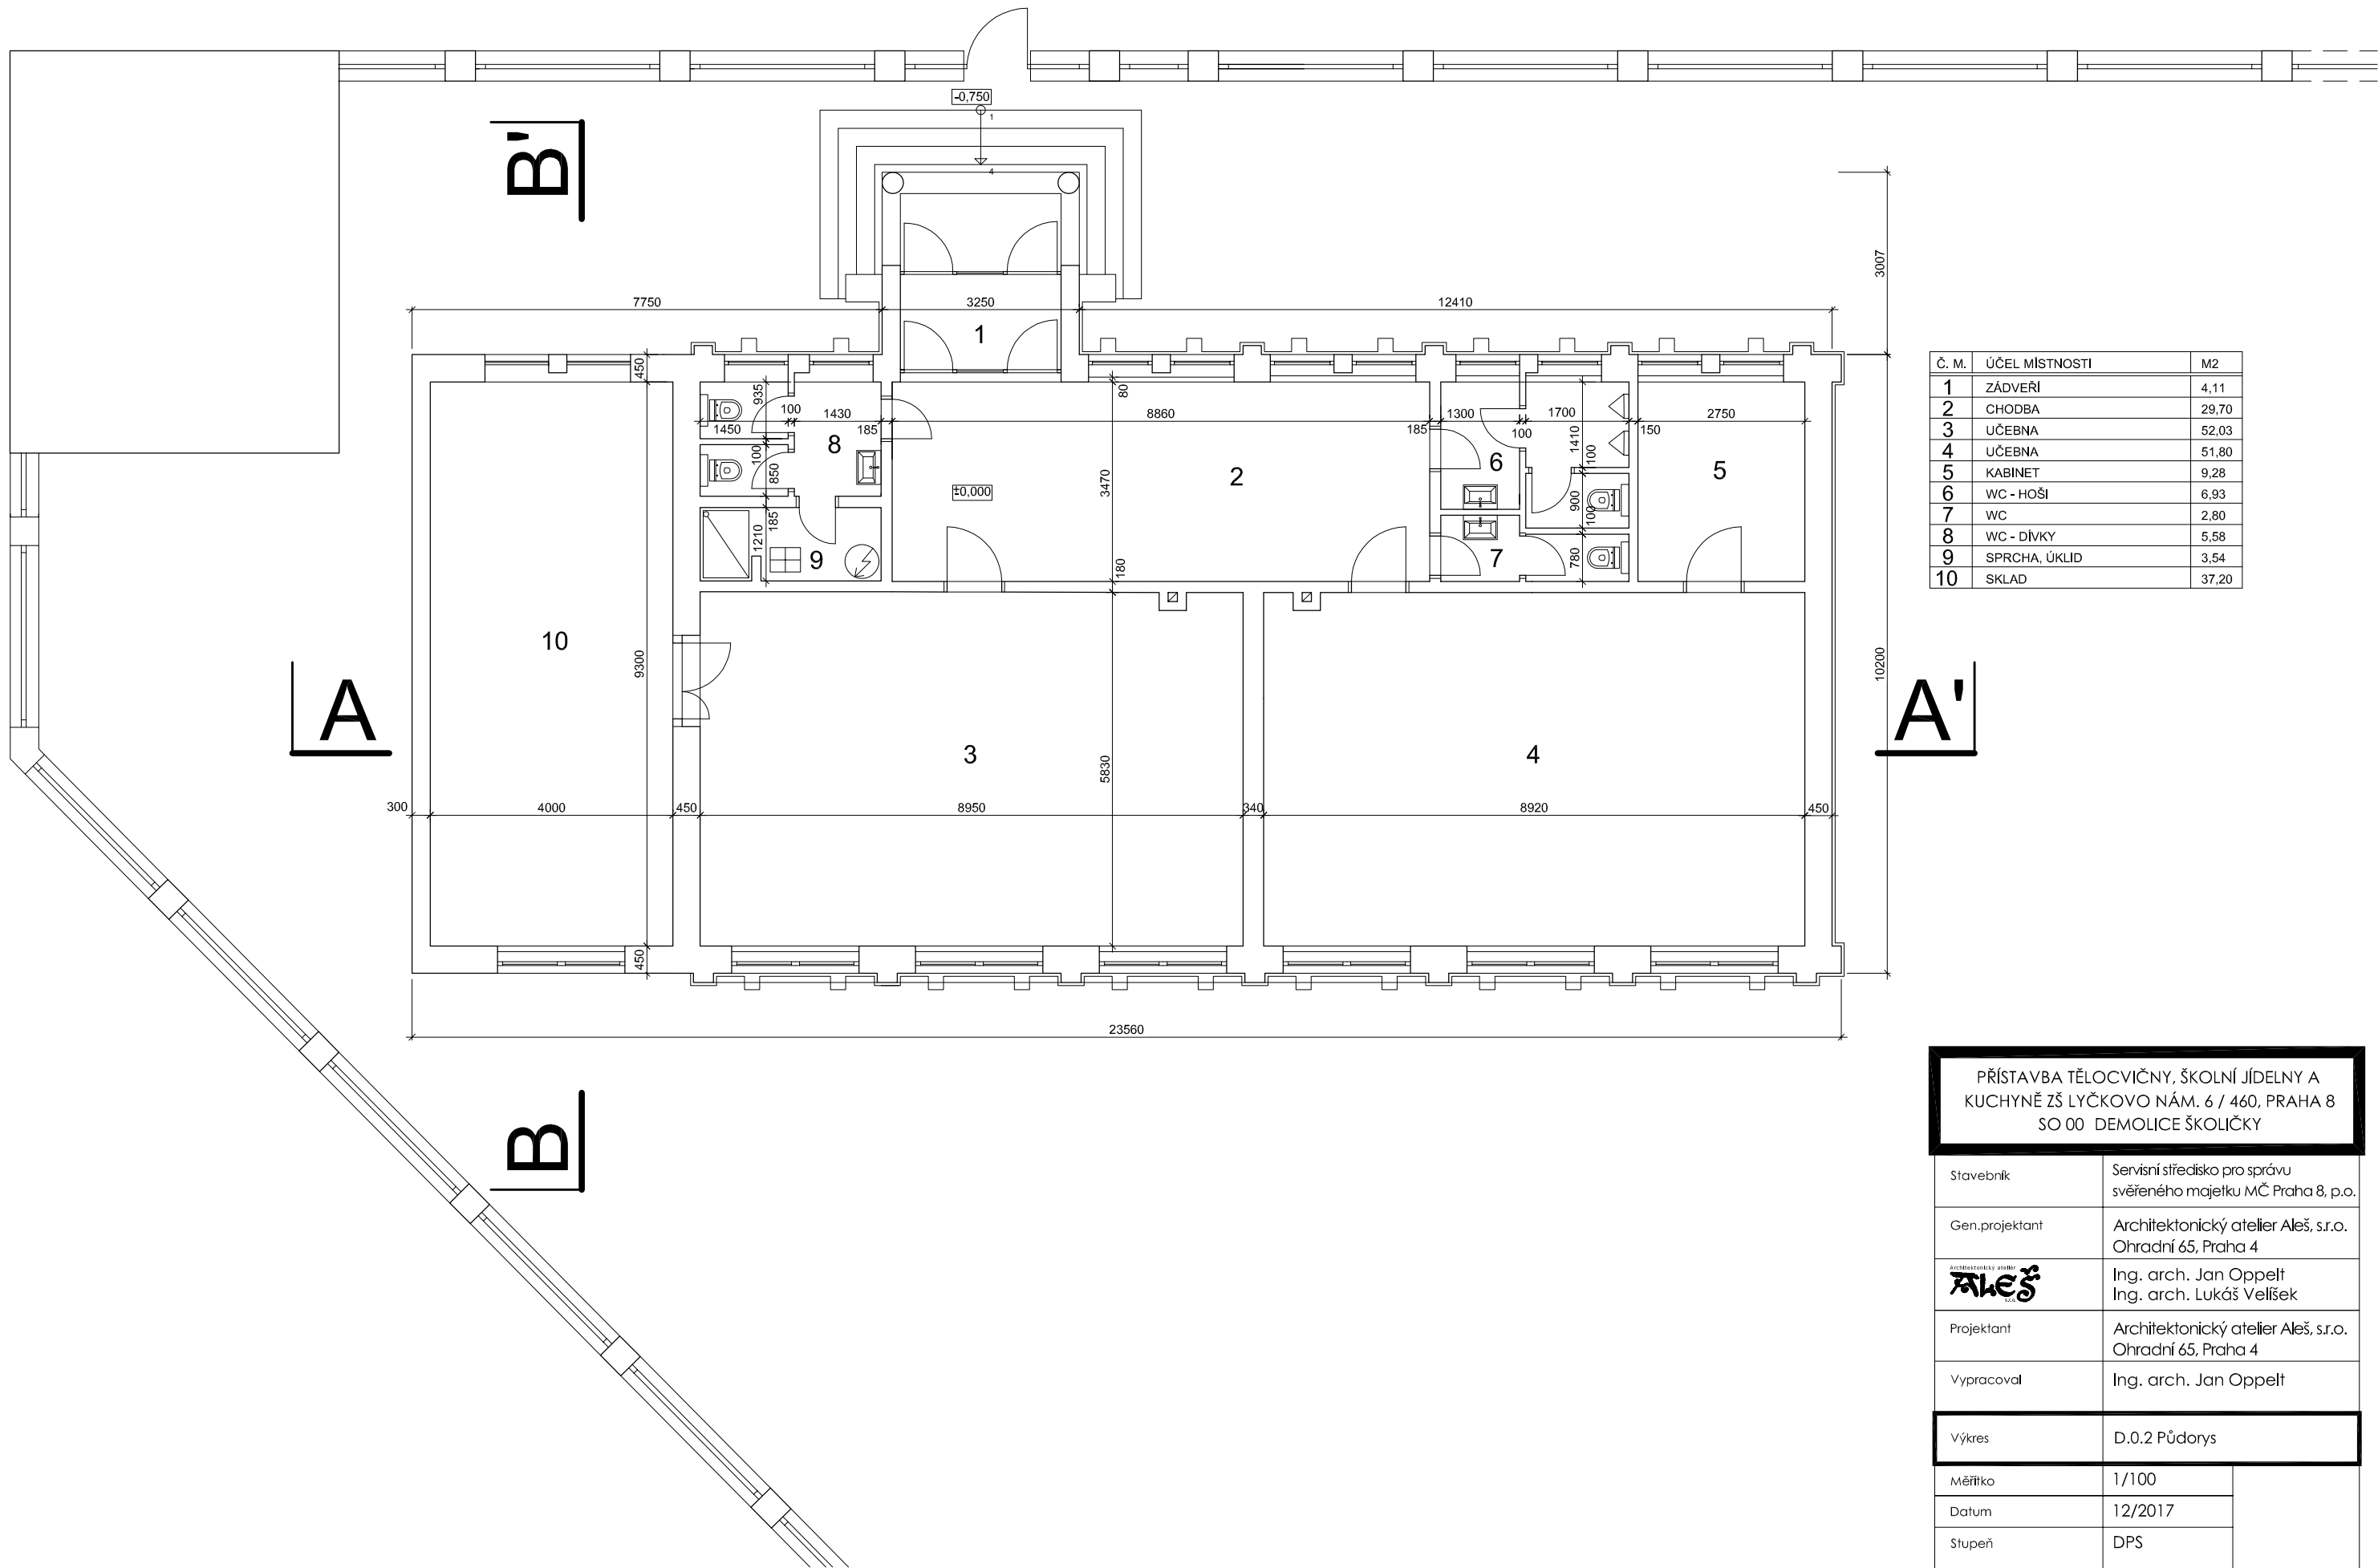 -0,750
1
4
B'
7750
3250
12410
3007
1
450
935
100
1430
1450
185
80
8860
185
1300
100
1700
150
2750
1410
100
8
100
850
185
1210
9
±0,000
3470
2
180
6
7
900
100
780
5
10
9300
3
5830
4
10200
A
A'
300
4000
450
8950
340
8920
450
450
23560
B
Č. M. ÚČEL MÍSTNOSTI M2
1 ZÁDVEŘÍ 4,11
2 CHODBA 29,70
3 UČEBNA 52,03
4 UČEBNA 51,80
5 KABINET 9,28
6 WC - HOŠI 6,93
7 WC 2,80
8 WC - DÍVKY 5,58
9 SPRCHA, ÚKLID 3,54
10 SKLAD 37,20
PŘÍSTAVBA TĚLOCVIČNY, ŠKOLNÍ JÍDELNY A
KUCHYNĚ ZŠ LYČKOVO NÁM. 6 / 460, PRAHA 8
SO 00 DEMOLICE ŠKOLIČKY
Stavebník Servisní středisko pro správu
svěřeného majetku MČ Praha 8, p.o.
Gen.projektant Architektonický atelier Aleš, s.r.o.
Ohradní 65, Praha 4
Architektonický atelier
ALEŠ
s.r.o.
Ing. arch. Jan Oppelt
Ing. arch. Lukáš Velíšek
Projektant Architektonický atelier Aleš, s.r.o.
Ohradní 65, Praha 4
Vypracoval Ing. arch. Jan Oppelt
Výkres D.0.2 Půdorys
Měřítko 1/100
Datum 12/2017
Stupeň DPS